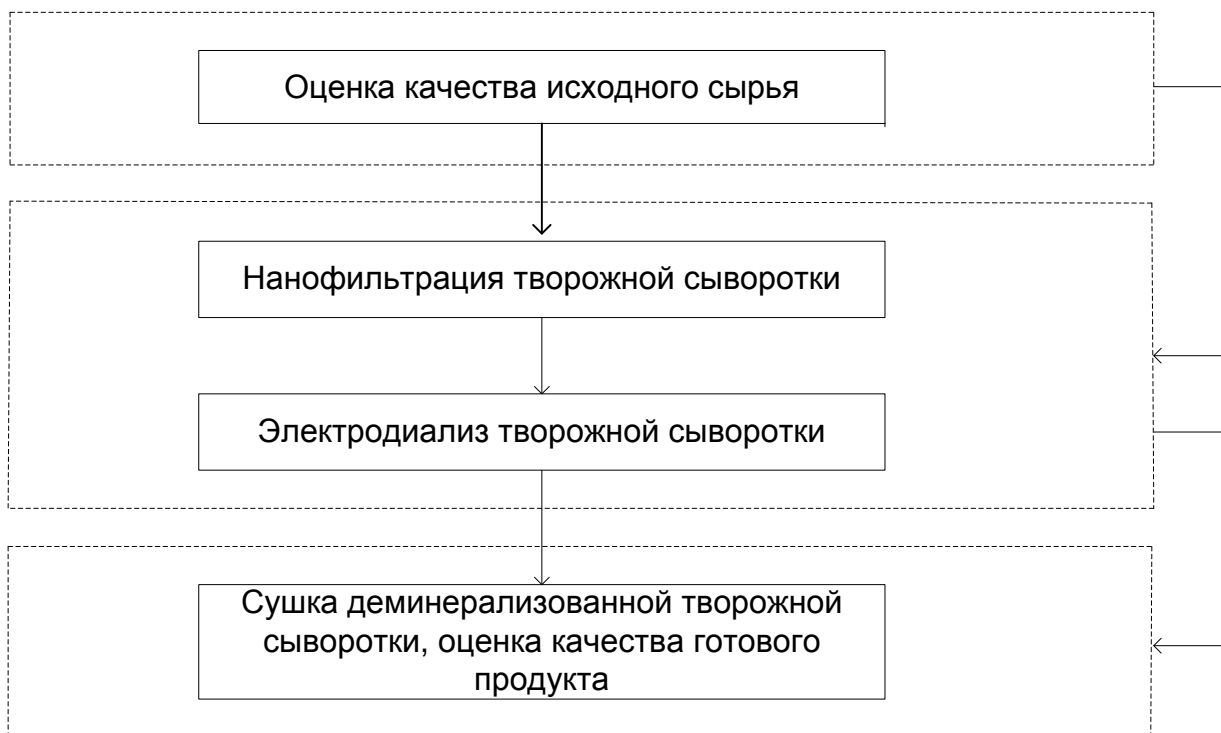 Оценка качества исходного сырья
Нанофильтрация творожной сыворотки
Электродиализ творожной сыворотки
Сушка деминерализованной творожной
сыворотки, оценка качества готового
продукта